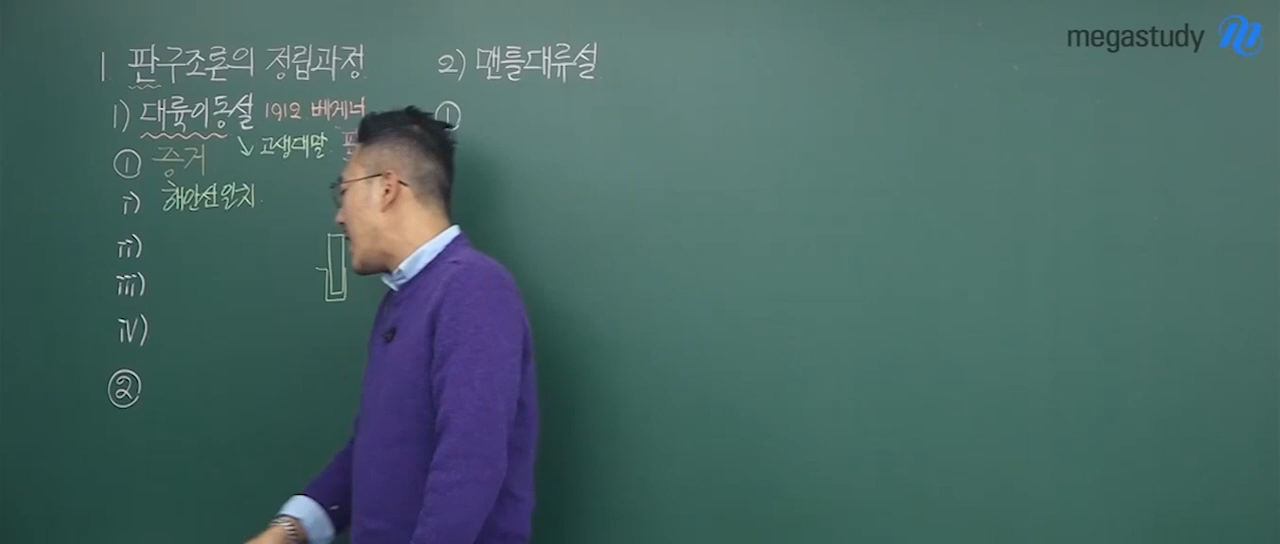 megastudy
1 판구조론의 정립과정
1) 대륙이동설 1912 베게너
↘ 고생대말
① 증거
i) 해안선일치
ii)
iii)
iv)
②
2) 맨틀대류설
①